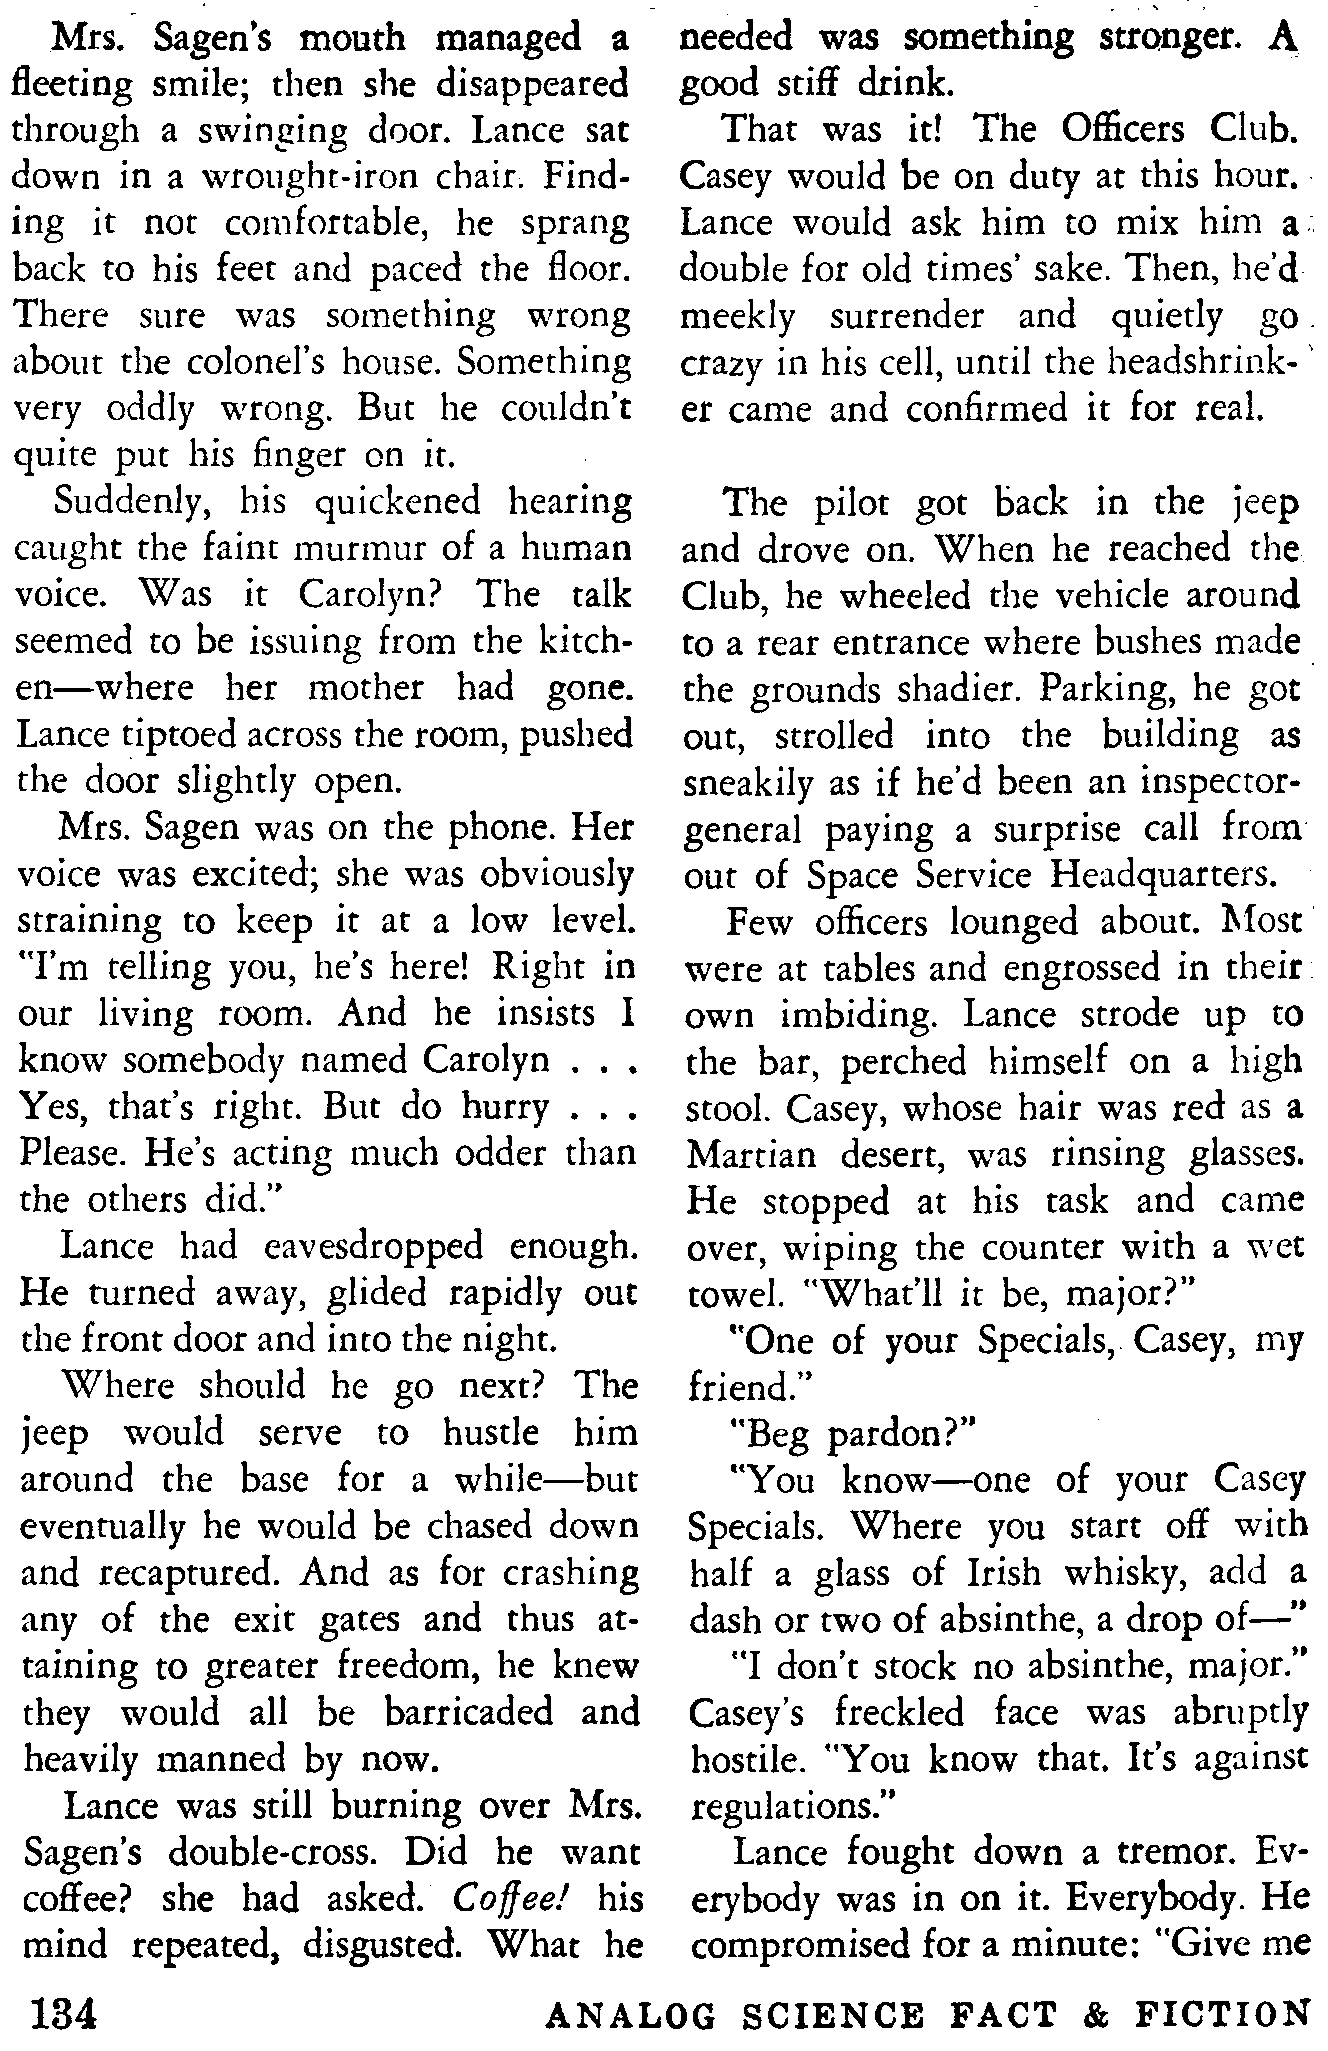 Mrs. Sagen's mouth managed a
fleeting smile; then she disappeared
through a swinging door. Lance sat
down in a wrought-iron chair. Find-
ing it not comfortable, he sprang
back to his feet and paced the floor.
There sure was something wrong
about the colonel's house. Something
very oddly wrong. But he couldn't
quite put his finger on it.
Suddenly, his quickened hearing
caught the faint murmur of a human
voice. Was it Carolyn? The talk
seemed to be issuing from the kitch-
en—where her mother had gone.
Lance tiptoed across the room, pushed
the door slightly open.
Mrs. Sagen was on the phone. Her
voice was excited; she was obviously
straining to keep it at a low level.
"I'm telling you, he's here! Right in
our living room. And he insists I
know somebody named Carolyn . . .
Yes, that's right. But do hurry . . .
Please. He's acting much odder than
the others did."
Lance had eavesdropped enough.
He turned away, glided rapidly out
the front door and into the night.
Where should he go next? The
jeep would serve to hustle him
around the base for a while—but
eventually he would be chased down
and recaptured. And as for crashing
any of the exit gates and thus at-
taining to greater freedom, he knew
they would all be barricaded and
heavily manned by now.
Lance was still burning over Mrs.
Sagen's double-cross. Did he want
coffee? she had asked. Coffee! his
mind repeated, disgusted. What he
needed was something stronger. A
good stiff drink.
That was it! The Officers Club.
Casey would be on duty at this hour.
Lance would ask him to mix him a
double for old times' sake. Then, he'd
meekly surrender and quietly go
crazy in his cell, until the headshrink-
er came and confirmed it for real.
The pilot got back in the jeep
and drove on. When he reached the
Club, he wheeled the vehicle around
to a rear entrance where bushes made
the grounds shadier. Parking, he got
out, strolled into the building as
sneakily as if he'd been an inspector-
general paying a surprise call from
out of Space Service Headquarters.
Few officers lounged about. Most
were at tables and engrossed in their
own imbiding. Lance strode up to
the bar, perched himself on a high
stool. Casey, whose hair was red as a
Martian desert, was rinsing glasses.
He stopped at his task and came
over, wiping the counter with a wet
towel. "What'll it be, major?"
"One of your Specials, Casey, my
friend."
"Beg pardon?"
"You know—one of your Casey
Specials. Where you start off with
half a glass of Irish whisky, add a
dash or two of absinthe, a drop of—"
"I don't stock no absinthe, major."
Casey's freckled face was abruptly
hostile. "You know that. It's against
regulations."
Lance fought down a tremor. Ev-
erybody was in on it. Everybody. He
compromised for a minute: "Give me
134
ANALOG SCIENCE FACT & FICTION